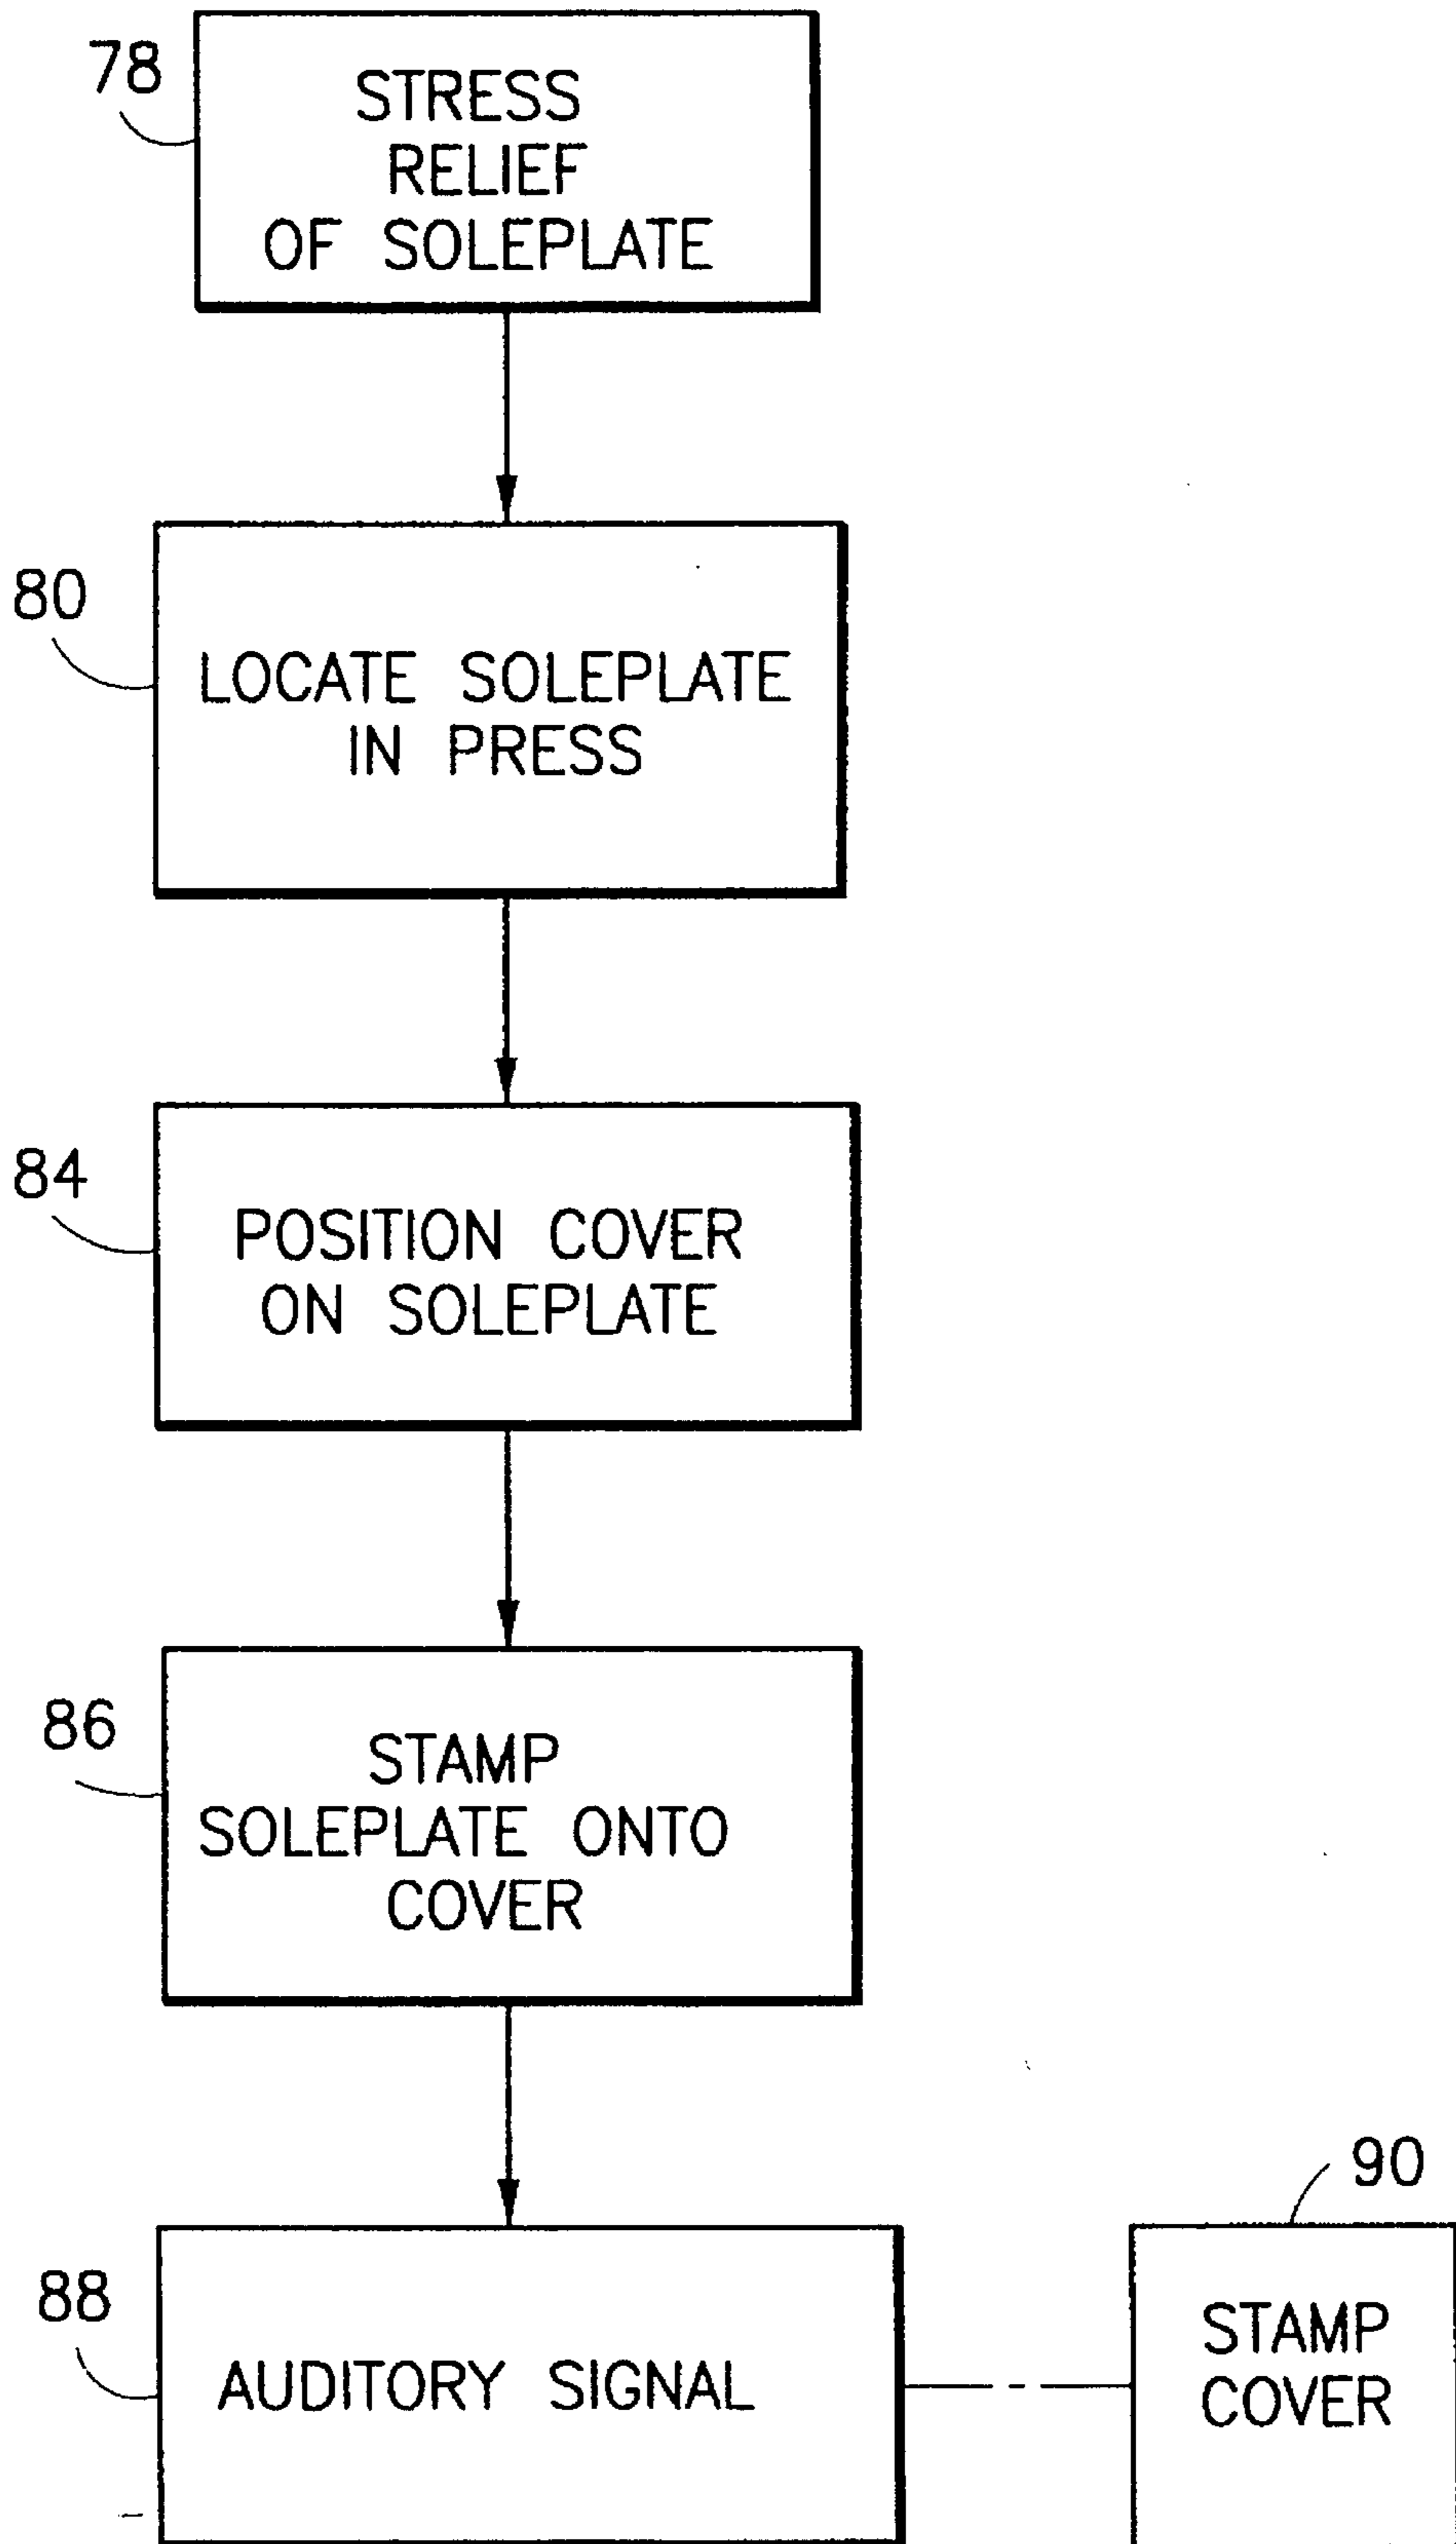 78
STRESS
RELIEF
OF SOLEPLATE
80
LOCATE SOLEPLATE
IN PRESS
84
POSITION COVER
ON SOLEPLATE
86
STAMP
SOLEPLATE ONTO
COVER
90
88
AUDITORY SIGNAL
STAMP
COVER